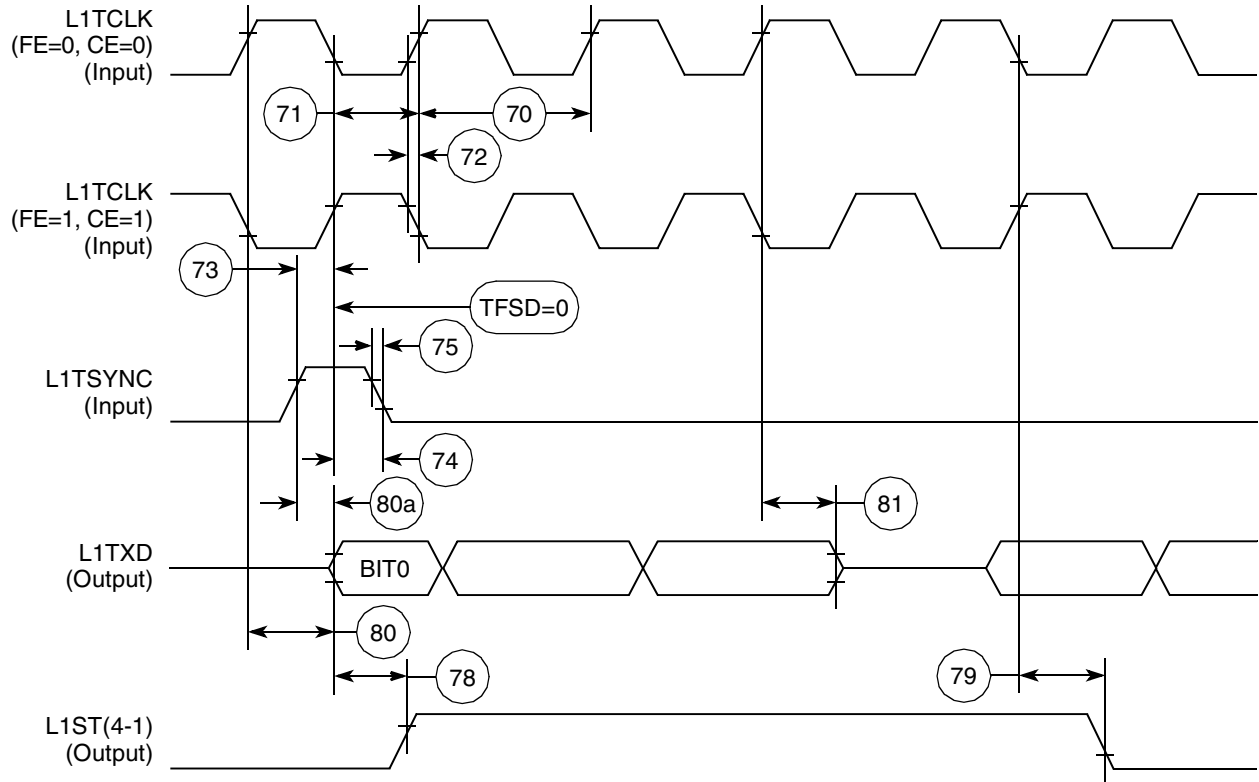 L1TCLK
(FE=0, CE=0)
(Input)
71
70
72
L1TCLK
(FE=1, CE=1)
(Input)
73
TFSD=0
75
L1TSYNC
(Input)
74
80a
81
L1TXD
(Output)
BIT0
80
78
79
L1ST(4-1)
(Output)